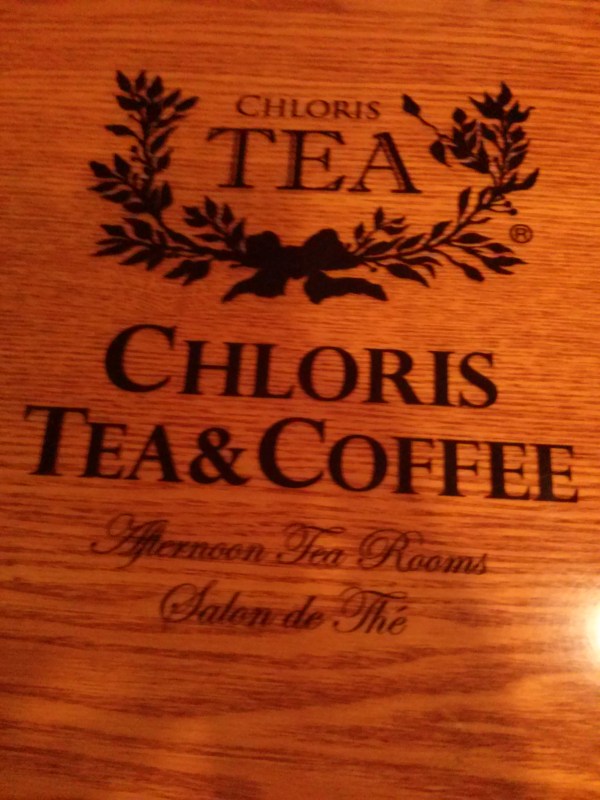 CHLORIS
TEA
®
CHLORIS
TEA & COFFEE
Afternoon Tea Rooms
Salon de Thé